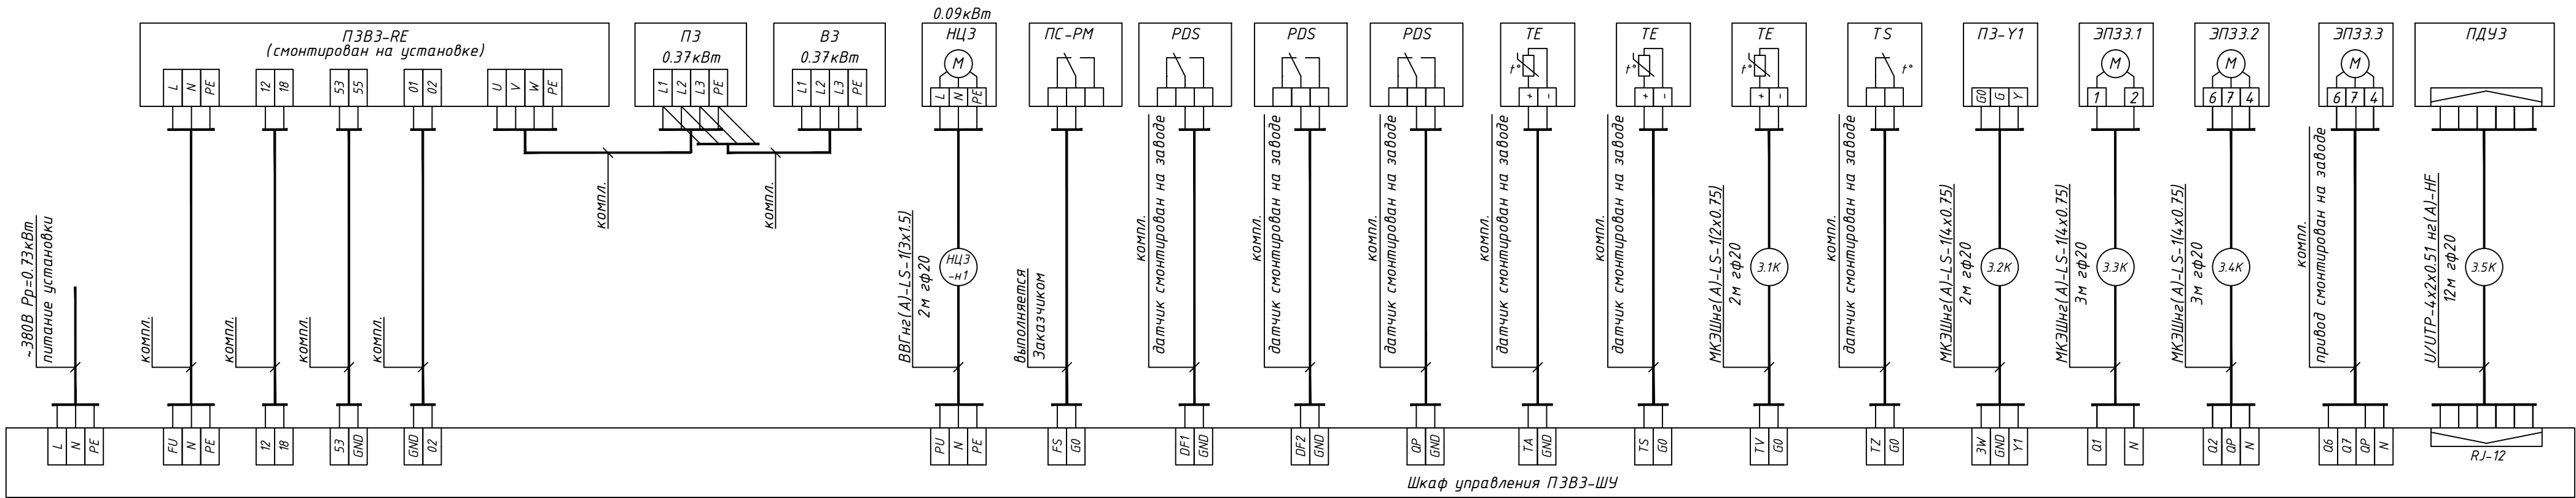 0.09кВт
П3В3-RE
(смонтирован на установке)
П3
0.37кВт
В3
0.37кВт
НЦ3
ПС-РМ
PDS
PDS
PDS
TE
TE
TE
TS
П3-Y1
ЭП33.1
ЭП33.2
ЭП33.3
ПДУ3
M
M
M
M
t°
t°
t°
t°
L N PE
12 18
53 55
01 02
U V W PE
L1 L2 L3 PE
L1 L2 L3 PE
L N PE
+ -
+ -
+ -
G0 G Y
1 2
6 7 4
6 7 4
~380В Рр=0.73кВт
питание установки
компл.
компл.
компл.
компл.
компл.
компл.
ВВГнг(А)-LS-1(3х1.5)
2м гф20
НЦ3
-н1
выполняется
Заказчиком
компл.
датчик смонтирован на заводе
компл.
датчик смонтирован на заводе
компл.
датчик смонтирован на заводе
компл.
датчик смонтирован на заводе
компл.
датчик смонтирован на заводе
МКЭШнг(А)-LS-1(2х0.75)
2м гф20
3.1К
компл.
датчик смонтирован на заводе
МКЭШнг(А)-LS-1(4х0.75)
2м гф20
3.2К
МКЭШнг(А)-LS-1(4х0.75)
3м гф20
3.3К
МКЭШнг(А)-LS-1(4х0.75)
3м гф20
3.4К
компл.
привод смонтирован на заводе
U/UTP-4х2х0.51 нг(А)-HF
12м гф20
3.5К
L N PE
FU N PE
12 18
53 GND
GND 02
PU N PE
FS G0
DF1 GND
DF2 GND
QP GND
TA GND
TS G0
TV G0
TZ G0
3W GND Y1
Q1 N
Q2 QP N
Q6 Q7 QP N
RJ-12
Шкаф управления П3В3-ШУ